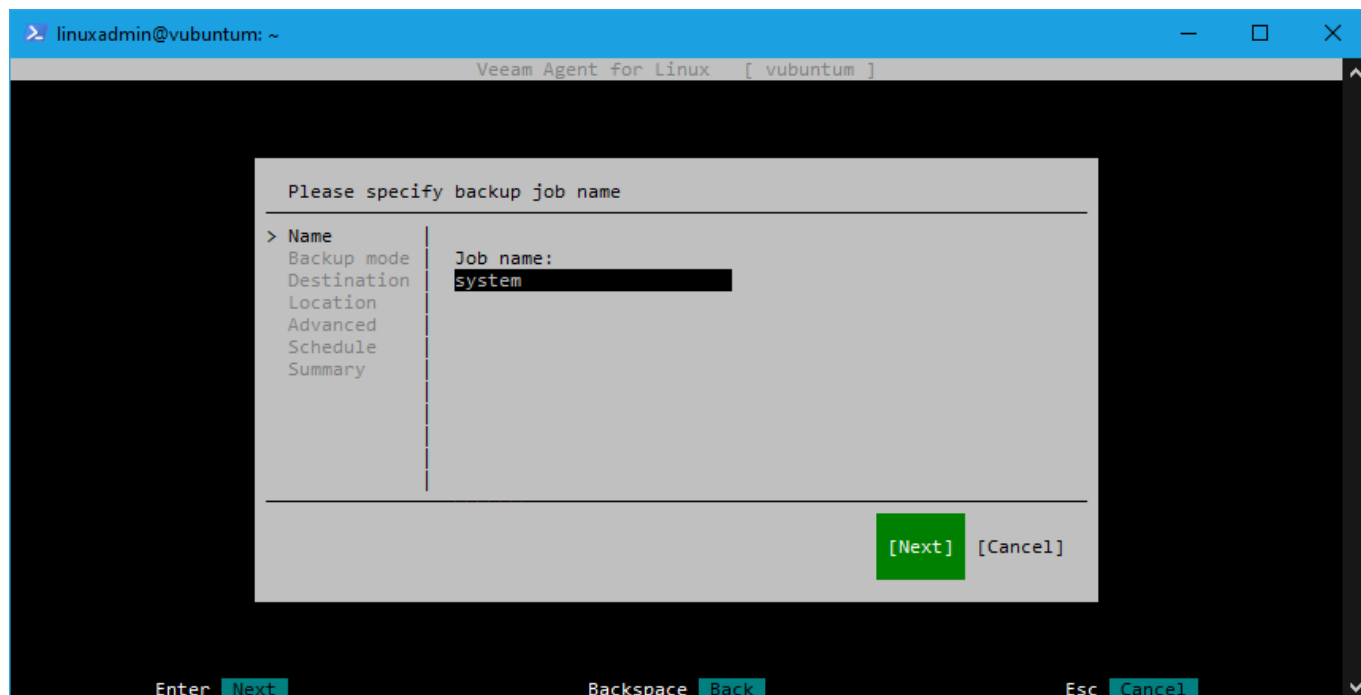 linuxadmin@vubuntum: ~
Veeam Agent for Linux [ vubuntum ]
Please specify backup job name
> Name
Backup mode
Job name:
Destination
system
Location
Advanced
Schedule
Summary
[Next] [Cancel]
Enter Next Backspace Back Esc Cancel